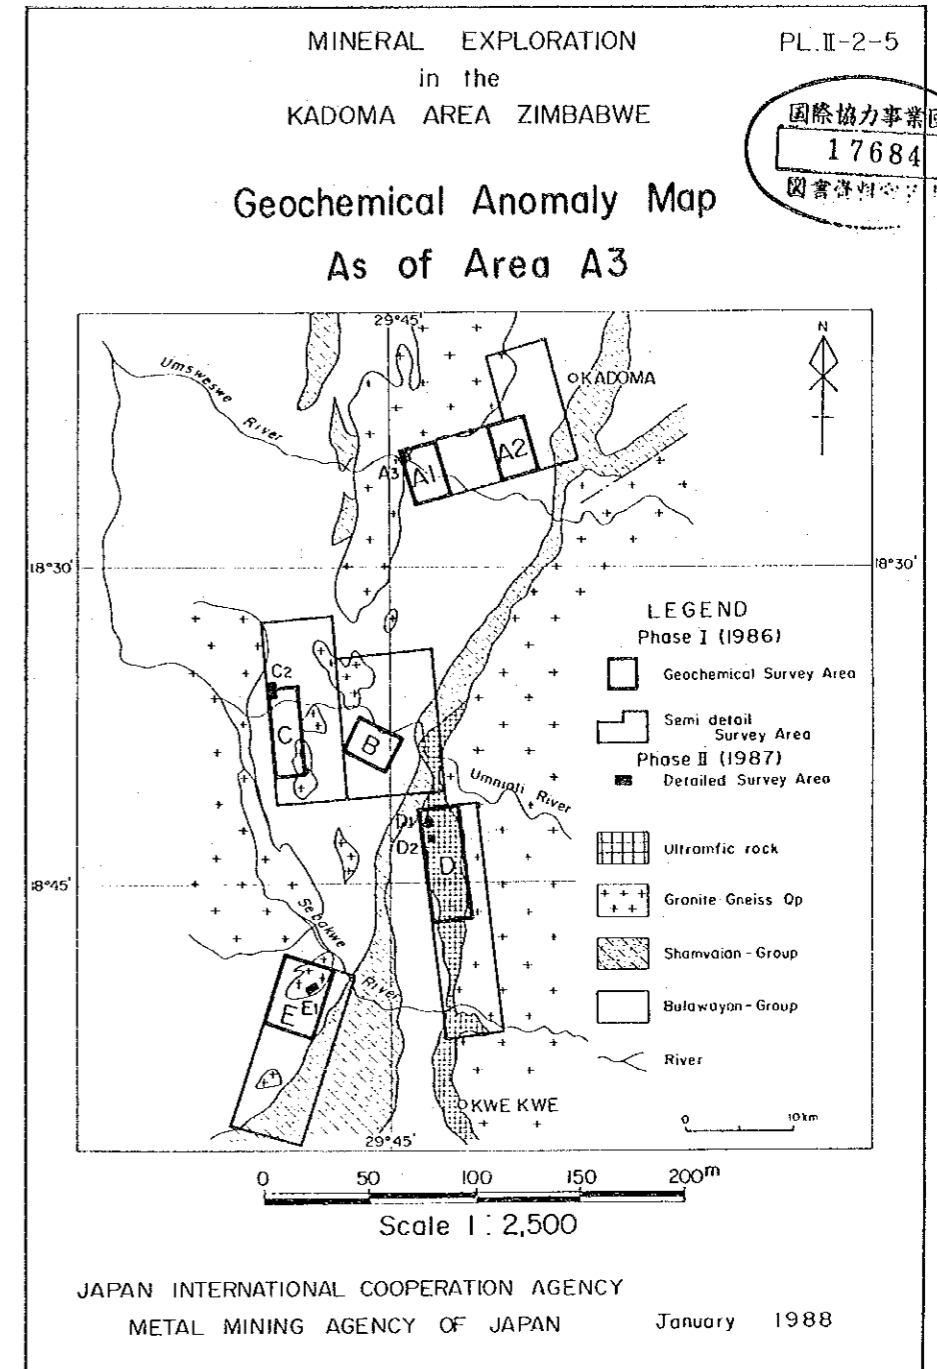 MINERAL EXPLORATION
in the
KADOMA AREA ZIMBABWE
PL.II-2-5
国際協力事業団
17684
Geochemical Anomaly Map
As of Area A3
29°45'
N
Umsweswe River
KADOMA
A3
A1
A2
18°30'
18°30'
LEGEND
Phase I (1986)
Geochemical Survey Area
Semi detail
Survey Area
Phase II (1987)
Detailed Survey Area
C2
C
B
Umniati River
D1
D2
D
Ultramfic rock
18°45'
Granite Gneiss Qp
Sebakwe River
Shamvaian-Group
E
E1
Bulawayan-Group
River
KWE KWE
0 10km
29°45'
0 50 100 150 200m
Scale 1:2,500
JAPAN INTERNATIONAL COOPERATION AGENCY
METAL MINING AGENCY OF JAPAN January 1988